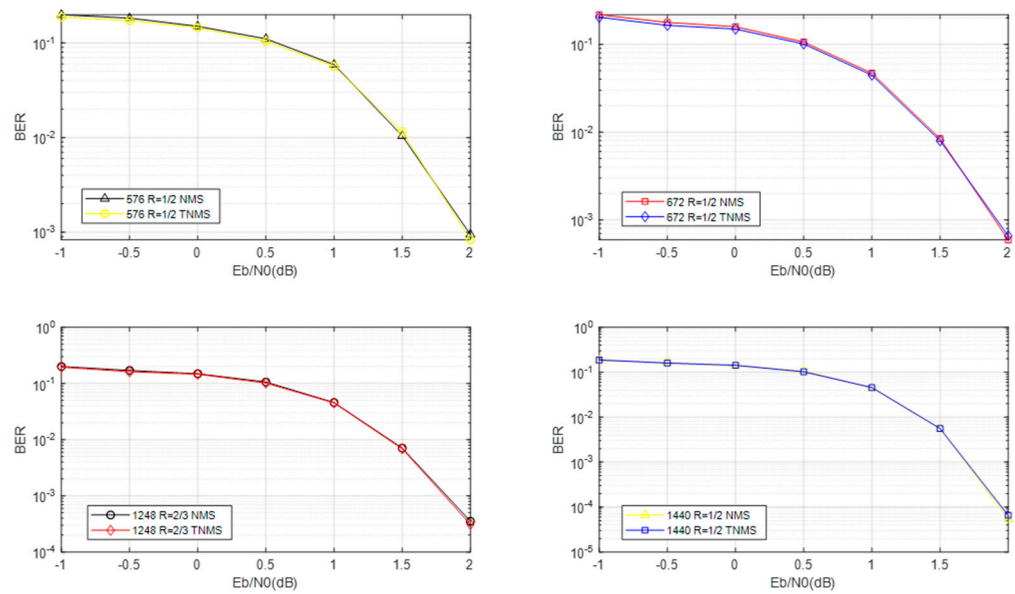 10^-1
10^-2
10^-3
BER
-1 -0.5 0 0.5 1 1.5 2
Eb/N0(dB)
576 R=1/2 NMS
576 R=1/2 TNMS
10^-1
10^-2
10^-3
BER
-1 -0.5 0 0.5 1 1.5 2
Eb/N0(dB)
672 R=1/2 NMS
672 R=1/2 TNMS
10^0
10^-1
10^-2
10^-3
10^-4
BER
-1 -0.5 0 0.5 1 1.5 2
Eb/N0(dB)
1248 R=2/3 NMS
1248 R=2/3 TNMS
10^0
10^-1
10^-2
10^-3
10^-4
10^-5
BER
-1 -0.5 0 0.5 1 1.5 2
Eb/N0(dB)
1440 R=1/2 NMS
1440 R=1/2 TNMS